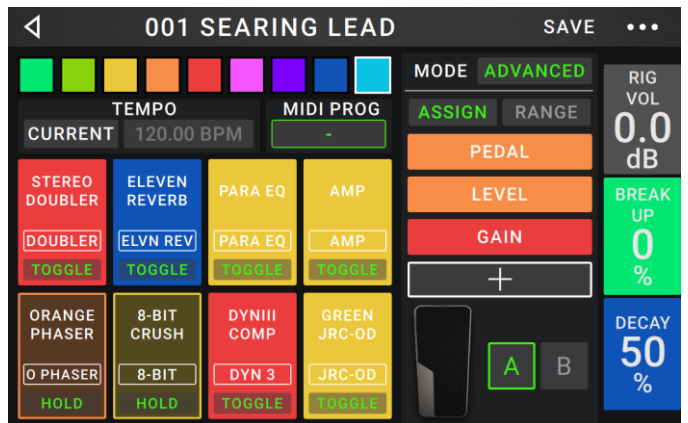 001 SEARING LEAD
SAVE
TEMPO
MIDI PROG
CURRENT
120.00 BPM
-
STEREO
DOUBLER
DOUBLER
TOGGLE
ELEVEN
REVERB
ELVN REV
TOGGLE
PARA EQ
PARA EQ
TOGGLE
AMP
AMP
TOGGLE
ORANGE
PHASER
O PHASER
HOLD
8-BIT
CRUSH
8-BIT
HOLD
DYNIII
COMP
DYN 3
TOGGLE
GREEN
JRC-OD
JRC-OD
TOGGLE
MODE ADVANCED
ASSIGN RANGE
PEDAL
LEVEL
GAIN
+
A B
RIG
VOL
0.0
dB
BREAK
UP
0
%
DECAY
50
%